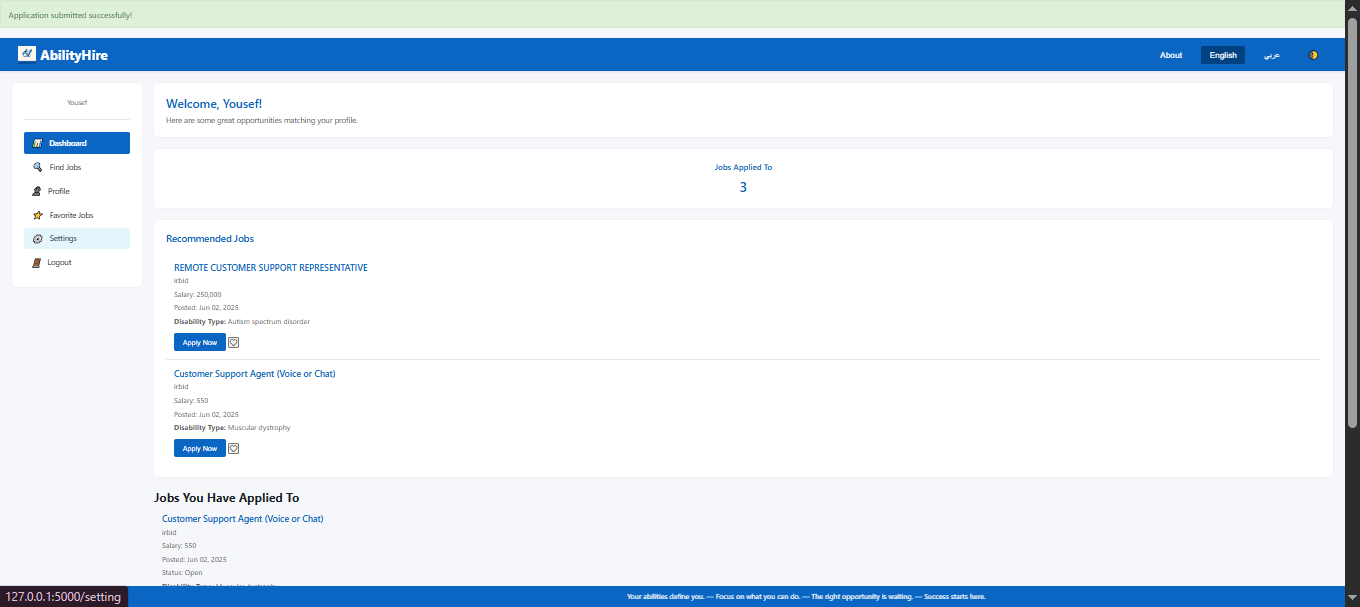 Application submitted successfully!
AbilityHire
About
English
عربي
Yousef
Dashboard
Find Jobs
Profile
Favorite Jobs
Settings
Logout
Welcome, Yousef!
Here are some great opportunities matching your profile.
Jobs Applied To
3
Recommended Jobs
REMOTE CUSTOMER SUPPORT REPRESENTATIVE
irbid
Salary: 250,000
Posted: Jun 02, 2025
Disability Type: Autism spectrum disorder
Apply Now
Customer Support Agent (Voice or Chat)
irbid
Salary: 550
Posted: Jun 02, 2025
Disability Type: Muscular dystrophy
Apply Now
Jobs You Have Applied To
Customer Support Agent (Voice or Chat)
irbid
Salary: 550
Posted: Jun 02, 2025
Status: Open
Disability Type: Muscular dystrophy
127.0.0.1:5000/setting
Your abilities define you. — Focus on what you can do. — The right opportunity is waiting. — Success starts here.